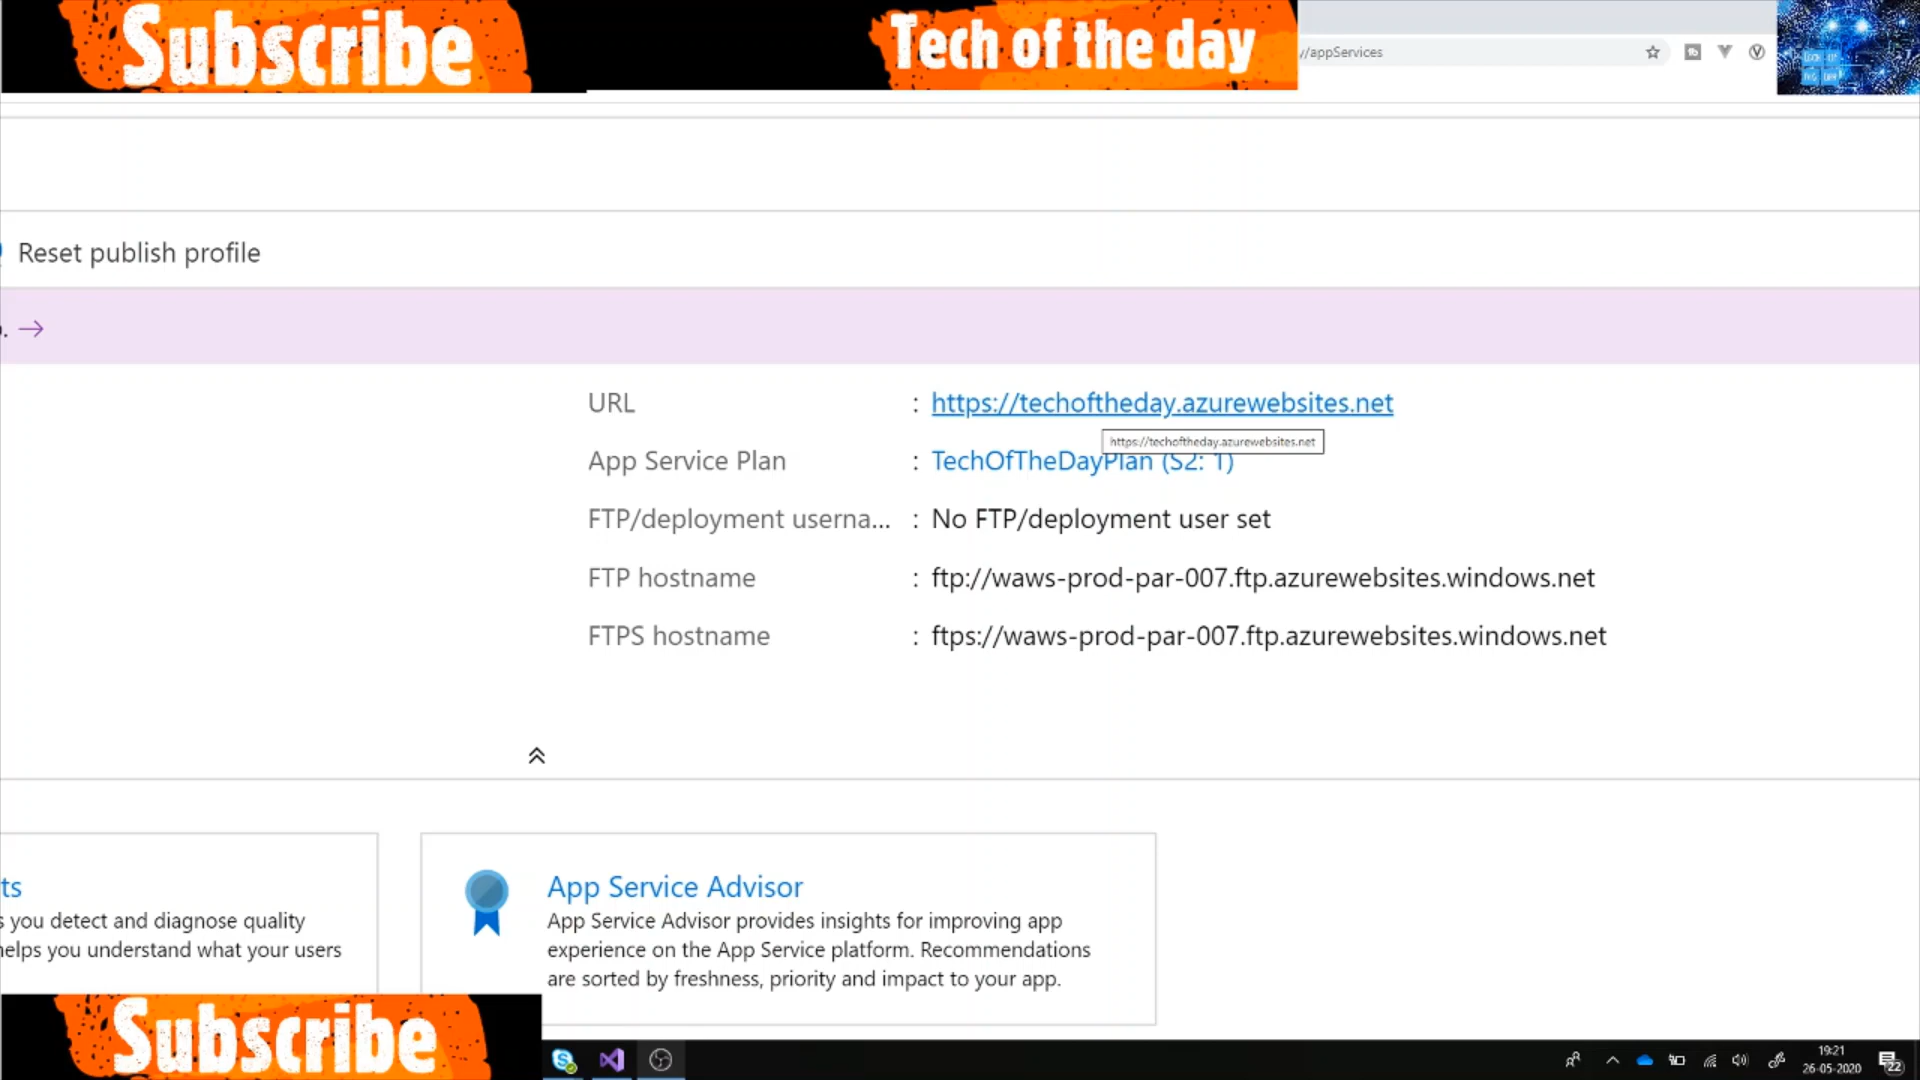 Subscribe
Tech of the day
//appServices
Reset publish profile
. →
URL : https://techoftheday.azurewebsites.net
https://techoftheday.azurewebsites.net
App Service Plan : TechOfTheDayPlan (S2: 1)
FTP/deployment userna... : No FTP/deployment user set
FTP hostname : ftp://waws-prod-par-007.ftp.azurewebsites.windows.net
FTPS hostname : ftps://waws-prod-par-007.ftp.azurewebsites.windows.net
ts
s you detect and diagnose quality
helps you understand what your users
App Service Advisor
App Service Advisor provides insights for improving app
experience on the App Service platform. Recommendations
are sorted by freshness, priority and impact to your app.
Subscribe
19:21
26-05-2020
22